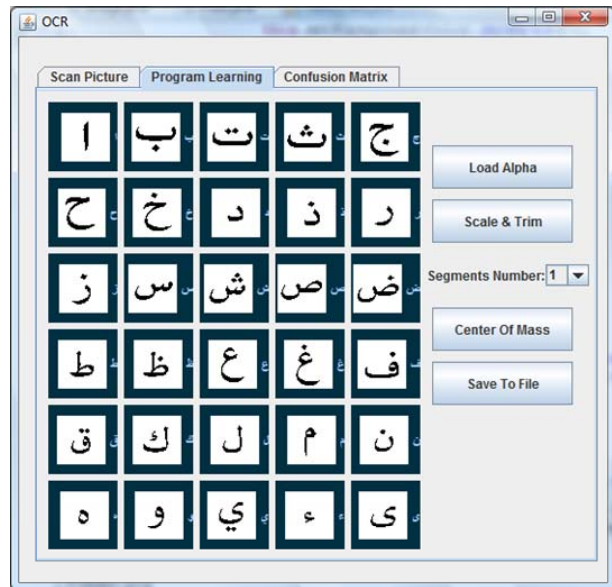 OCR
Scan Picture Program Learning Confusion Matrix
ا ب ت ث ج
ح خ د ذ ر
ز س ش ص ض
ط ظ ع غ ف
ق ك ل م ن
ه و ي ء ى
Load Alpha
Scale & Trim
Segments Number: 1
Center Of Mass
Save To File